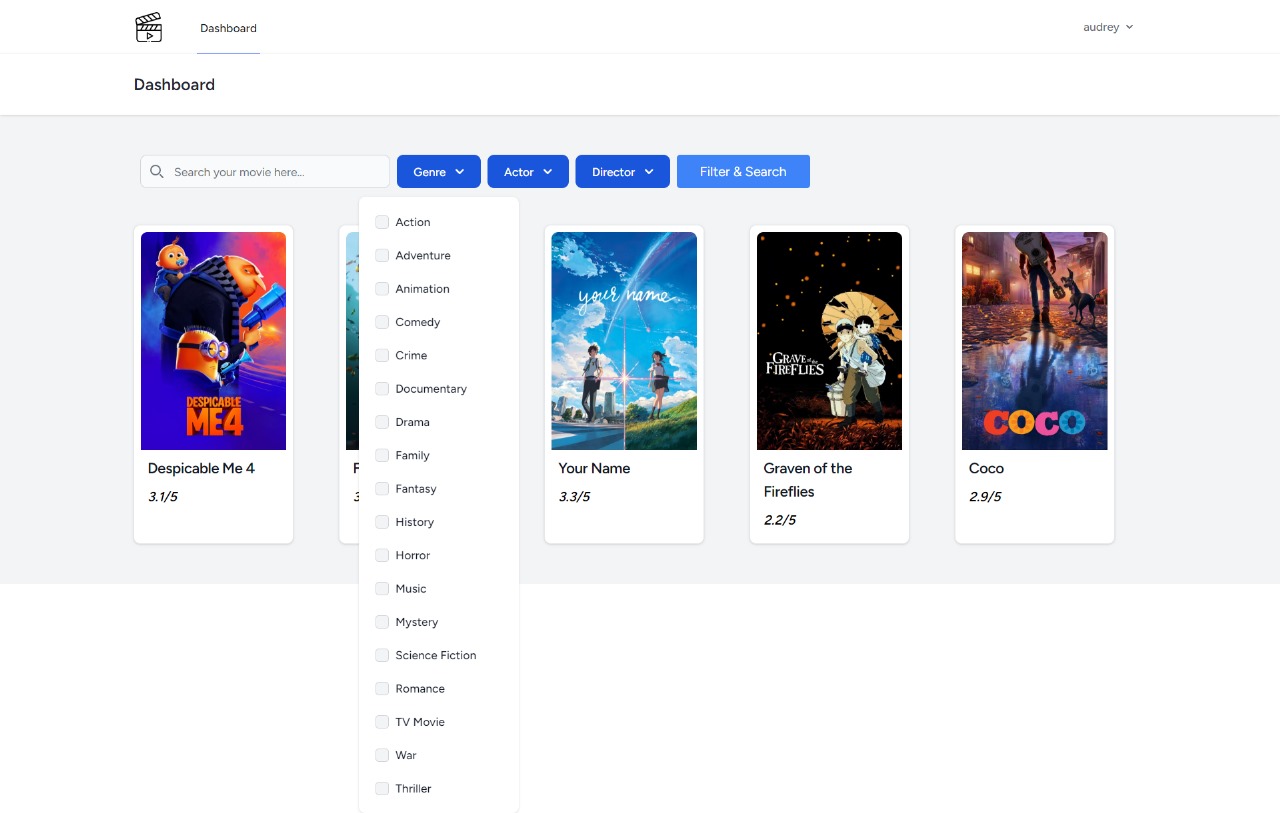 Dashboard
audrey
Dashboard
Search your movie here...
Genre
Actor
Director
Filter & Search
Action
Adventure
Animation
Comedy
Crime
Documentary
Drama
Family
Fantasy
History
Horror
Music
Mystery
Science Fiction
Romance
TV Movie
War
Thriller
DESPICABLE
ME4
Despicable Me 4
3.1/5
your name.
Your Name
3.3/5
GRAVE of the
FIREFLIES
Graven of the
Fireflies
2.2/5
COCO
Coco
2.9/5